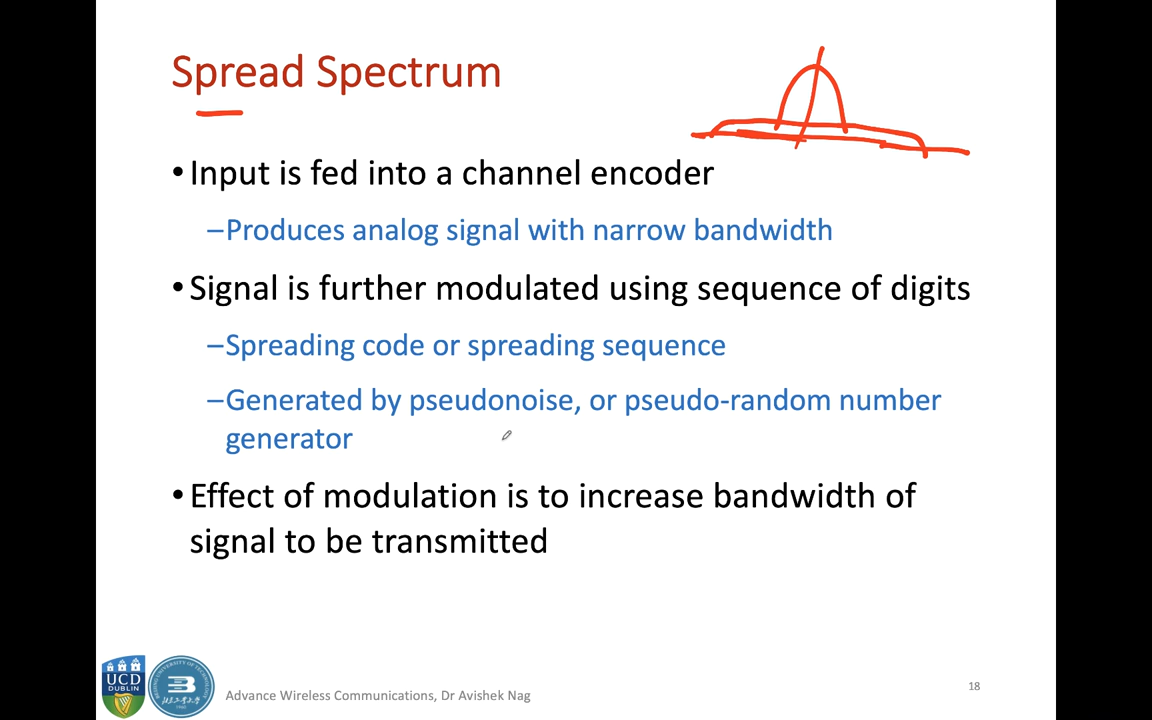 Spread Spectrum
•Input is fed into a channel encoder
–Produces analog signal with narrow bandwidth
•Signal is further modulated using sequence of digits
–Spreading code or spreading sequence
–Generated by pseudonoise, or pseudo-random number
generator
•Effect of modulation is to increase bandwidth of
signal to be transmitted
UCD
DUBLIN
Advance Wireless Communications, Dr Avishek Nag
18